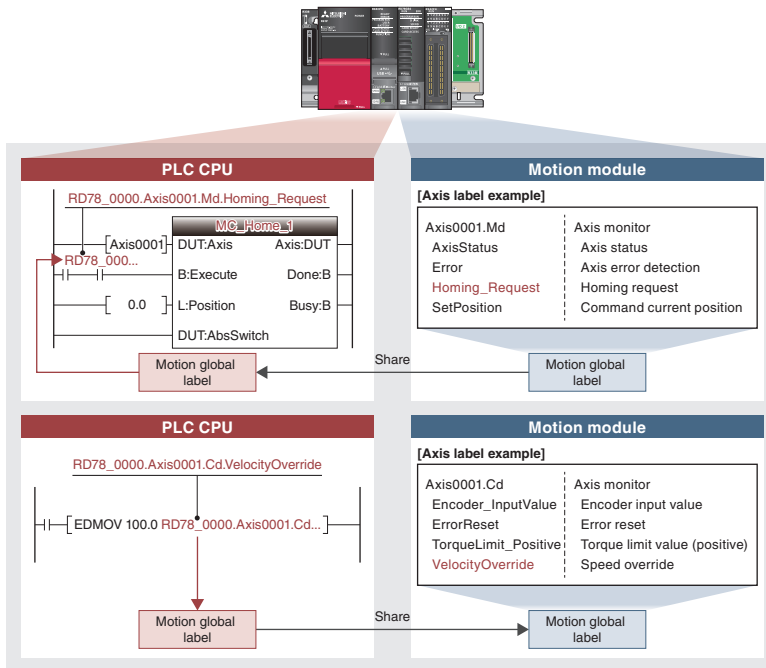 PLC CPU
RD78_0000.Axis0001.Md.Homing_Request
MC_Home_1
Axis0001
DUT:Axis
Axis:DUT
RD78_000...
B:Execute
Done:B
0.0
L:Position
Busy:B
DUT:AbsSwitch
Motion global
label
Share
Motion module
[Axis label example]
Axis0001.Md
Axis monitor
AxisStatus
Axis status
Error
Axis error detection
Homing_Request
Homing request
SetPosition
Command current position
Motion global
label
PLC CPU
RD78_0000.Axis0001.Cd.VelocityOverride
EDMOV 100.0 RD78_0000.Axis0001.Cd...
Motion global
label
Share
Motion module
[Axis label example]
Axis0001.Cd
Axis monitor
Encoder_InputValue
Encoder input value
ErrorReset
Error reset
TorqueLimit_Positive
Torque limit value (positive)
VelocityOverride
Speed override
Motion global
label